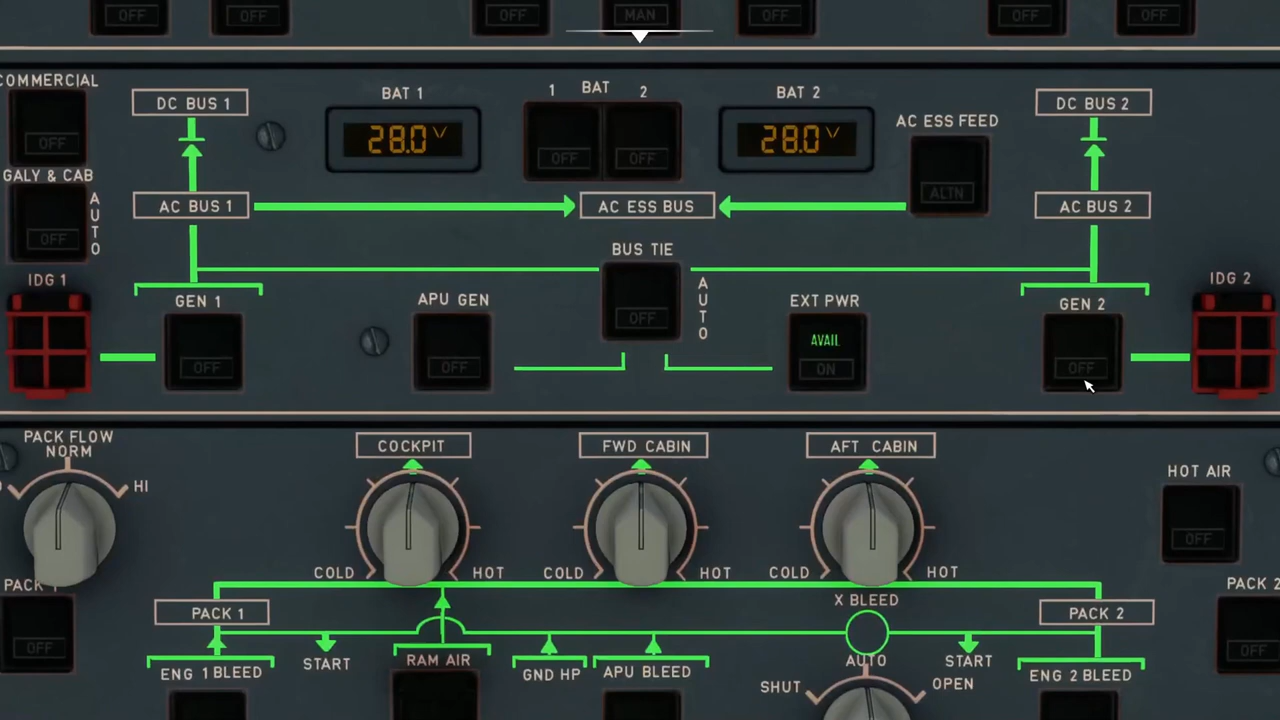 OFF OFF OFF MAN OFF OFF OFF
COMMERCIAL
OFF
GALY & CAB
OFF
AUTO
DC BUS 1
BAT 1
28.0 V
1 BAT 2
OFF OFF
BAT 2
28.0 V
AC ESS FEED
ALTN
DC BUS 2
AC BUS 1
AC ESS BUS
AC BUS 2
BUS TIE
OFF
AUTO
IDG 1
GEN 1
OFF
APU GEN
OFF
EXT PWR
AVAIL
ON
GEN 2
OFF
IDG 2
PACK FLOW
NORM
HI
COCKPIT
COLD HOT
FWD CABIN
COLD HOT
AFT CABIN
COLD HOT
HOT AIR
OFF
OFF
PACK 1
ENG 1 BLEED
START
RAM AIR
GND HP
APU BLEED
X BLEED
AUTO
SHUT
OPEN
START
PACK 2
ENG 2 BLEED
PACK 2
OFF